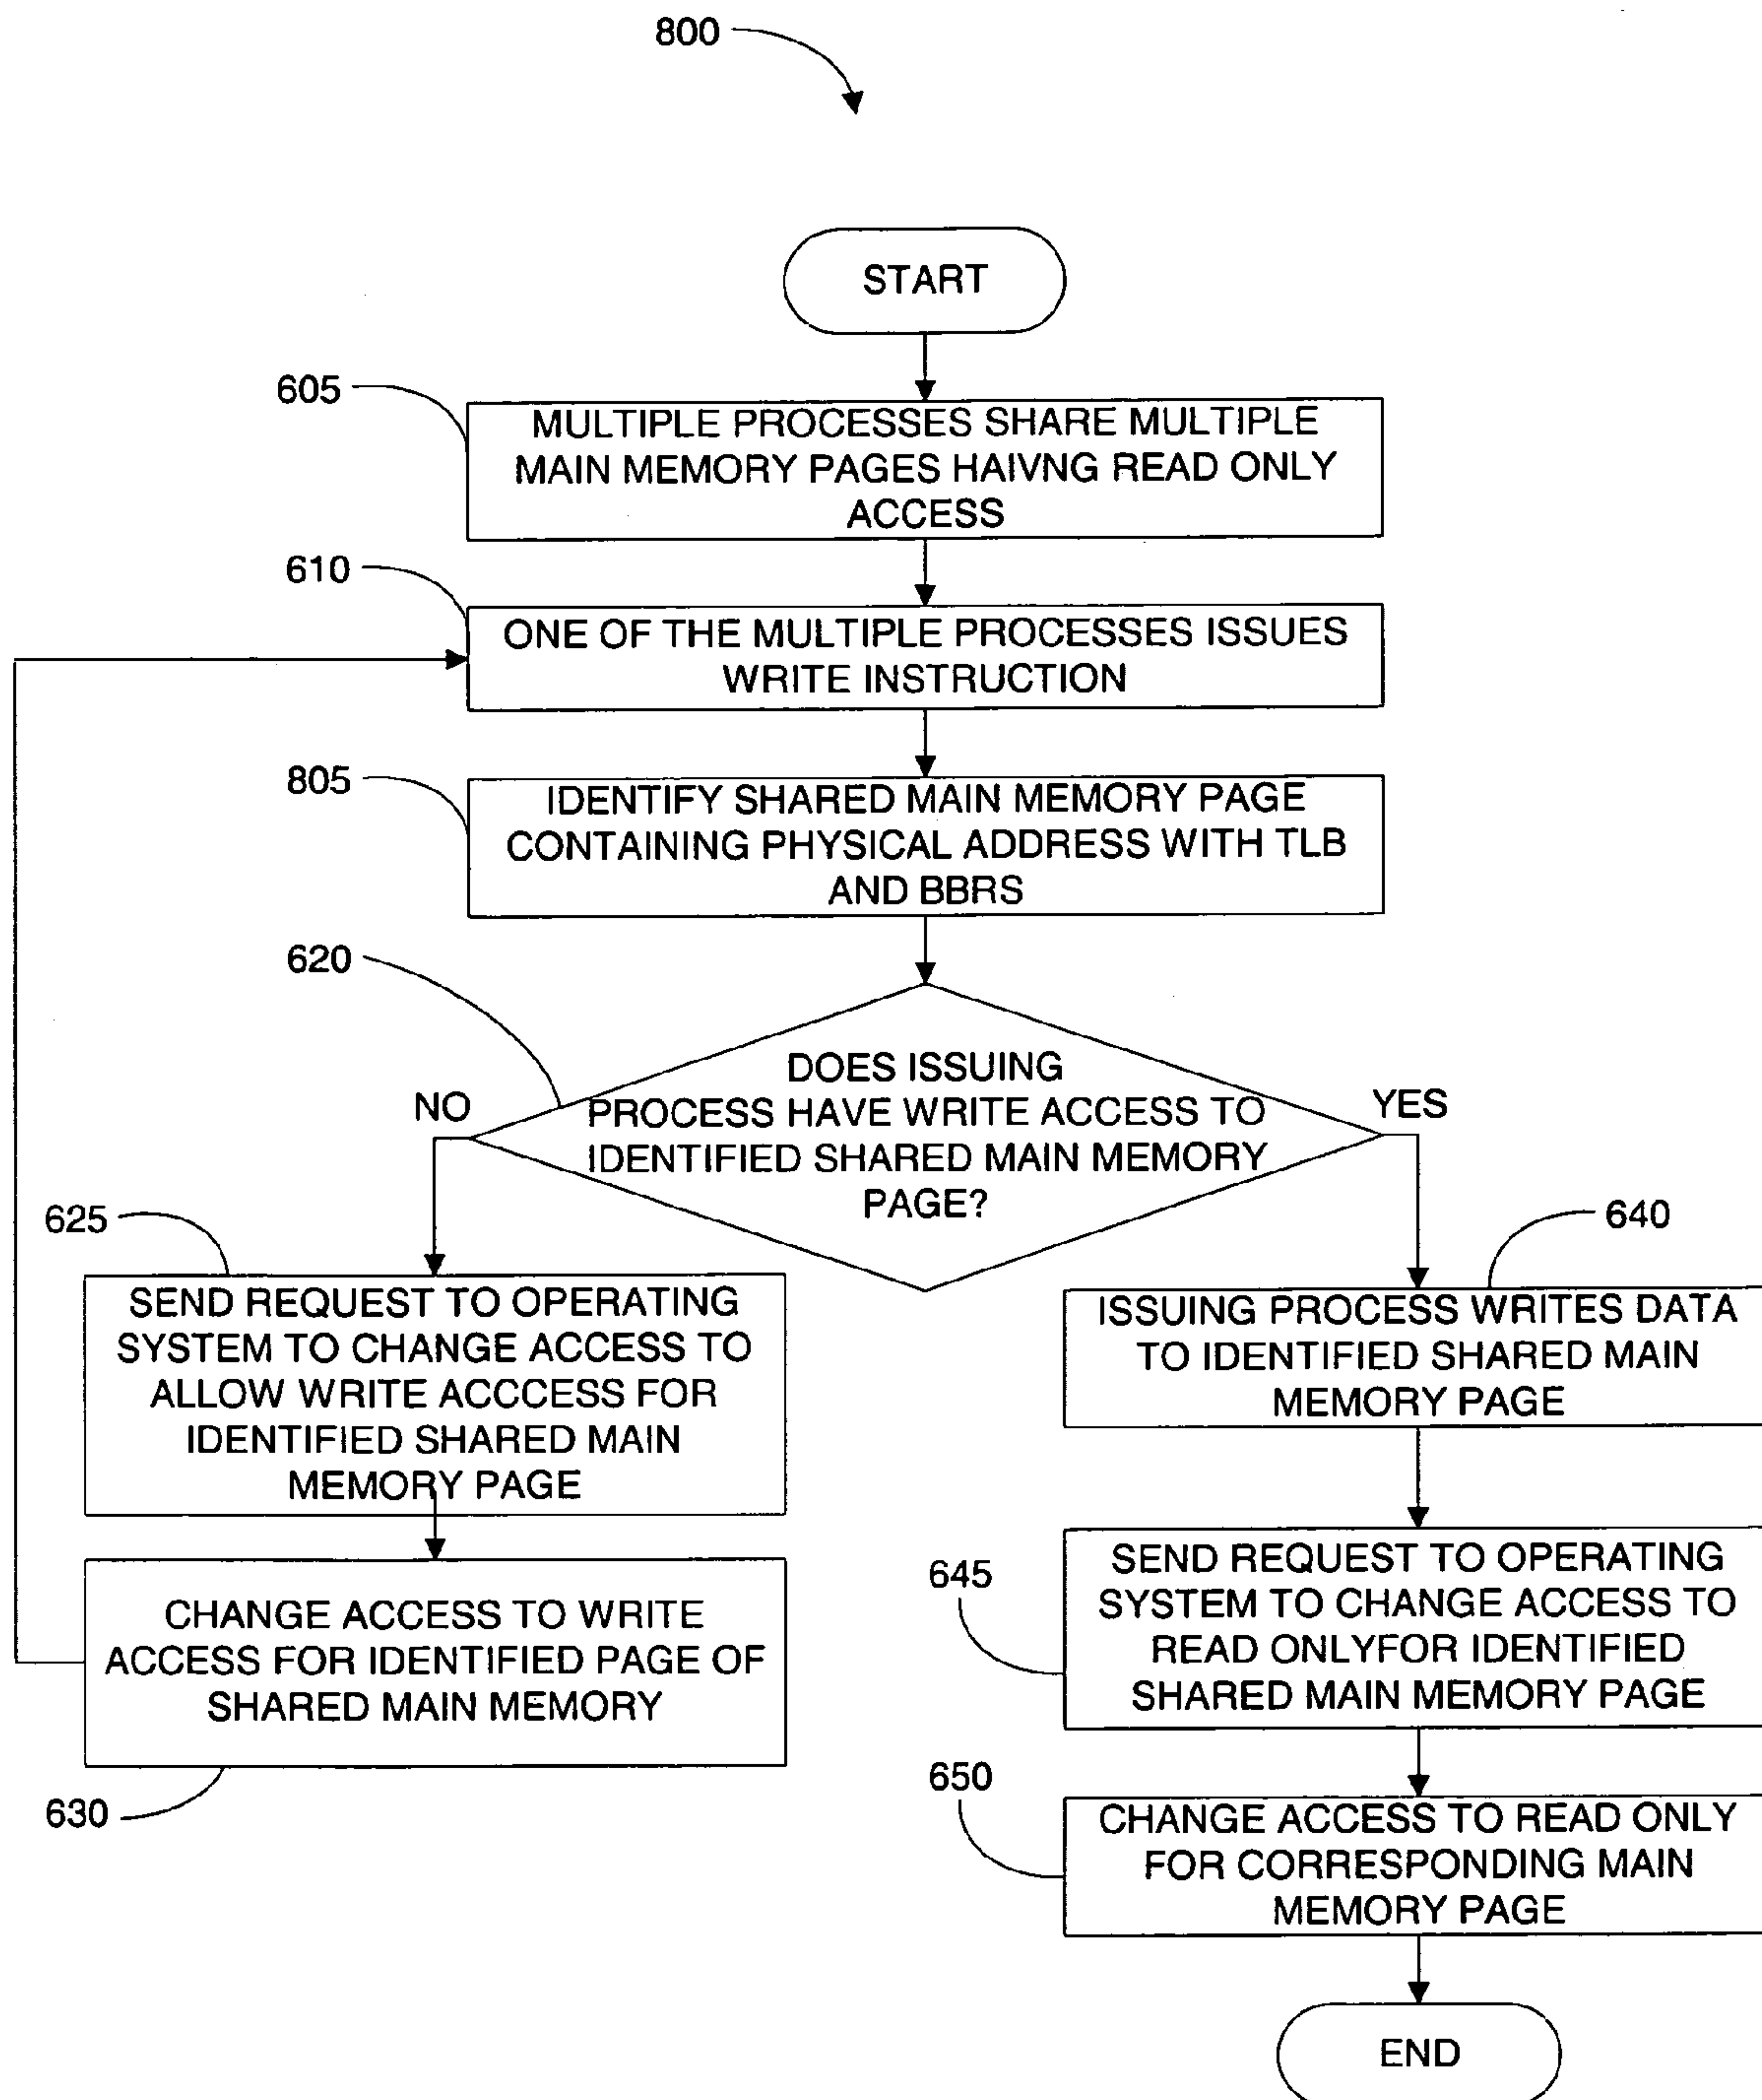 800
START
605
MULTIPLE PROCESSES SHARE MULTIPLE
MAIN MEMORY PAGES HAIVNG READ ONLY
ACCESS
610
ONE OF THE MULTIPLE PROCESSES ISSUES
WRITE INSTRUCTION
805
IDENTIFY SHARED MAIN MEMORY PAGE
CONTAINING PHYSICAL ADDRESS WITH TLB
AND BBRS
620
DOES ISSUING
PROCESS HAVE WRITE ACCESS TO
IDENTIFIED SHARED MAIN MEMORY
PAGE?
NO
YES
625
SEND REQUEST TO OPERATING
SYSTEM TO CHANGE ACCESS TO
ALLOW WRITE ACCCESS FOR
IDENTIFIED SHARED MAIN
MEMORY PAGE
CHANGE ACCESS TO WRITE
ACCESS FOR IDENTIFIED PAGE OF
SHARED MAIN MEMORY
630
640
ISSUING PROCESS WRITES DATA
TO IDENTIFIED SHARED MAIN
MEMORY PAGE
645
SEND REQUEST TO OPERATING
SYSTEM TO CHANGE ACCESS TO
READ ONLYFOR IDENTIFIED
SHARED MAIN MEMORY PAGE
650
CHANGE ACCESS TO READ ONLY
FOR CORRESPONDING MAIN
MEMORY PAGE
END